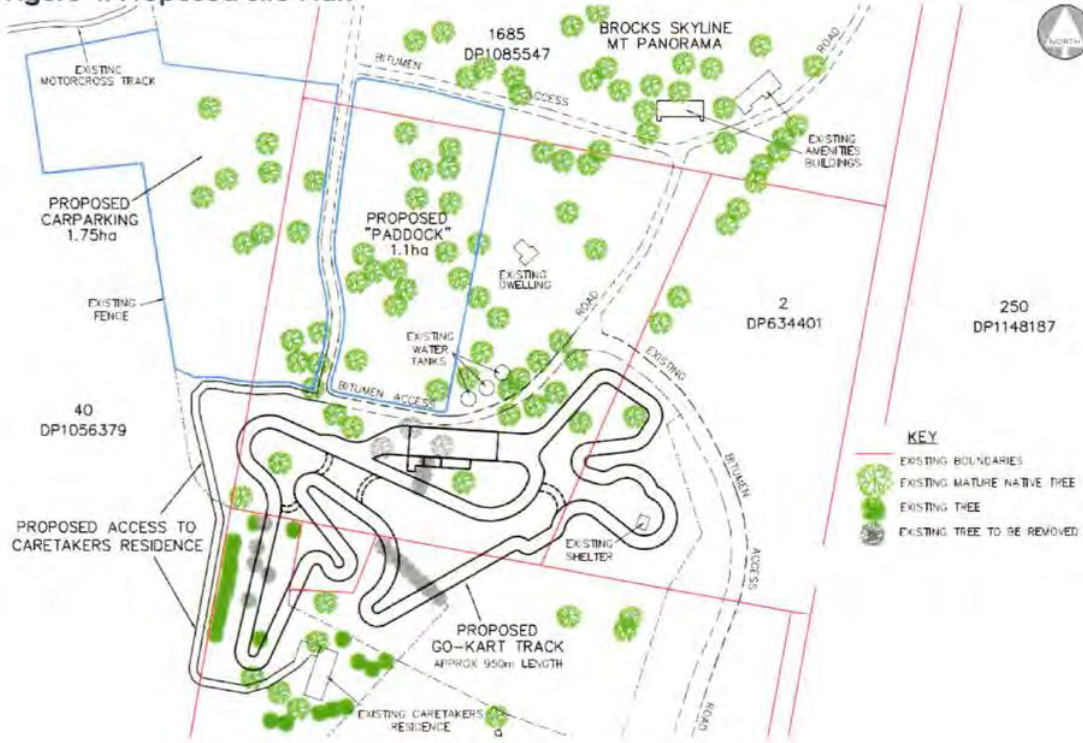 Figure 4: Proposed Site Plan
1685
DP1085547
BROCKS SKYLINE
MT PANORAMA
NORTH
ROAD
BITUMEN
ACCESS
EXISTING
MOTORCROSS TRACK
EXISTING
AMENITIES
BUILDINGS
PROPOSED
CARPARKING
1.75ha
PROPOSED
"PADDOCK"
1.1ha
EXISTING
DWELLING
EXISTING
FENCE
ROAD
2
DP634401
250
DP1148187
EXISTING
WATER
TANKS
EXISTING
BITUMEN ACCESS
40
DP1056379
BITUMEN
KEY
EXISTING BOUNDARIES
EXISTING MATURE NATIVE TREE
EXISTING TREE
EXISTING TREE TO BE REMOVED
PROPOSED ACCESS TO
CARETAKERS RESIDENCE
EXISTING
SHELTER
ACCESS
PROPOSED
GO-KART TRACK
APPROX 950m LENGTH
EXISTING CARETAKERS
RESIDENCE
ROAD